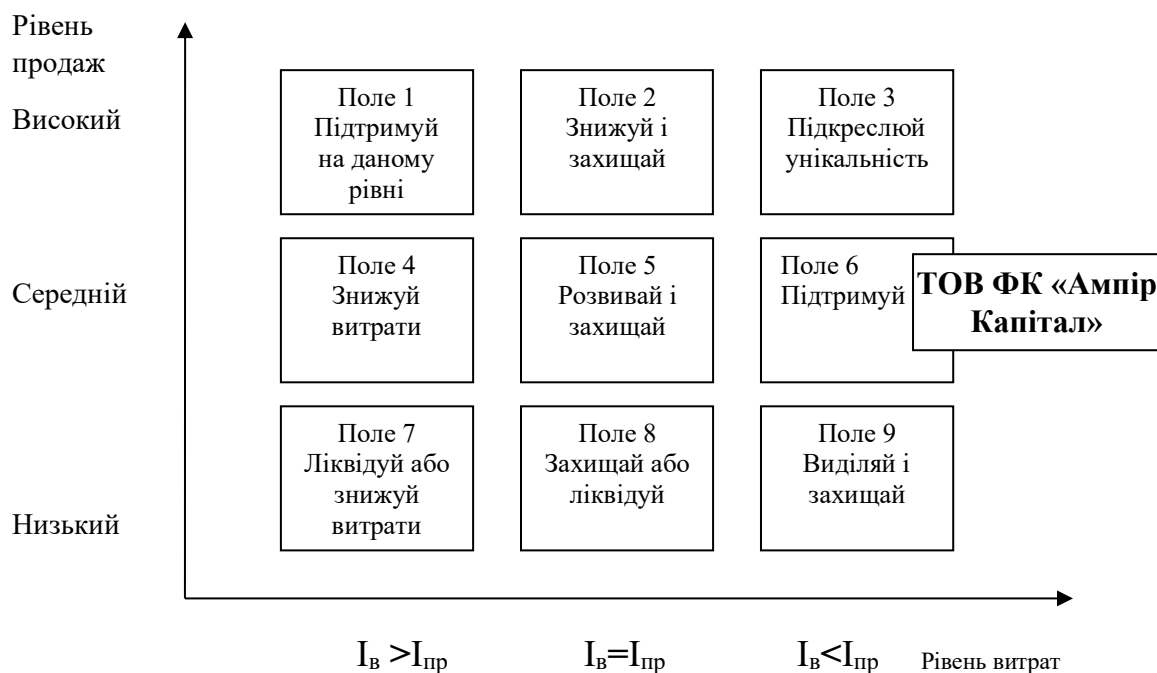 Рівень
продаж
Високий
Поле 1
Підтримуй
на даному
рівні
Поле 2
Знижуй і
захищай
Поле 3
Підкреслюй
унікальність
Середній
Поле 4
Знижуй
витрати
Поле 5
Розвивай і
захищай
Поле 6
Підтримуй
ТОВ ФК «Ампір
Капітал»
Низький
Поле 7
Ліквідуй або
знижуй
витрати
Поле 8
Захищай або
ліквідуй
Поле 9
Виділяй і
захищай
Iв >Iпр
Iв=Iпр
Iв<Iпр
Рівень витрат